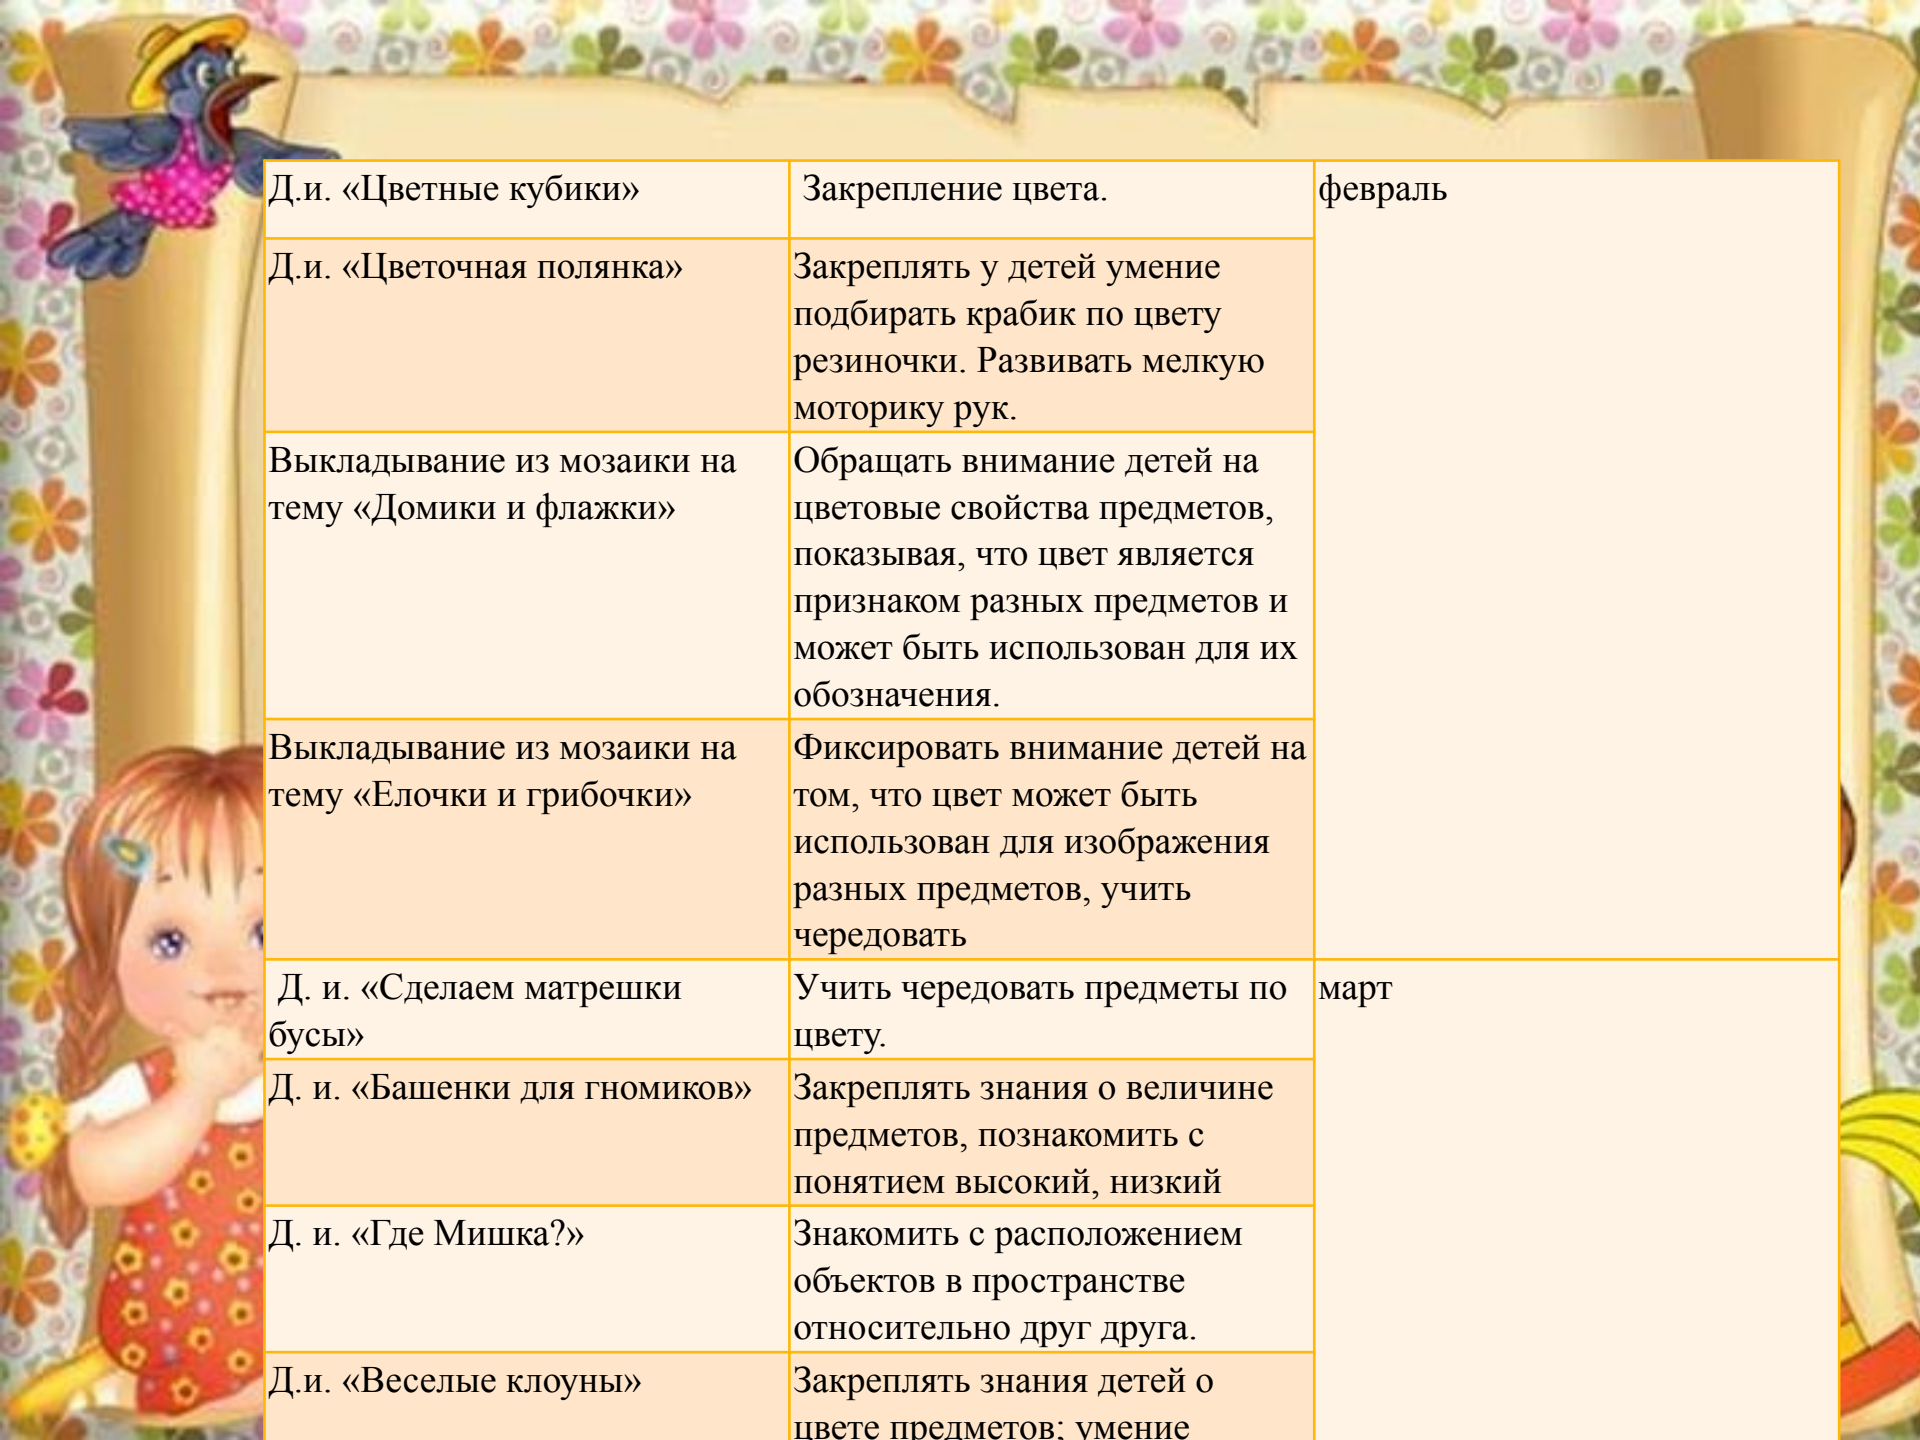 Д.и. «Цветные кубики»
Закрепление цвета.
февраль
Д.и. «Цветочная полянка»
Закреплять у детей умение
подбирать крабик по цвету
резиночки. Развивать мелкую
моторику рук.
Выкладывание из мозаики на
тему «Домики и флажки»
Обращать внимание детей на
цветовые свойства предметов,
показывая, что цвет является
признаком разных предметов и
может быть использован для их
обозначения.
Выкладывание из мозаики на
тему «Елочки и грибочки»
Фиксировать внимание детей на
том, что цвет может быть
использован для изображения
разных предметов, учить
чередовать
Д. и. «Сделаем матрешки
бусы»
Учить чередовать предметы по
цвету.
март
Д. и. «Башенки для гномиков»
Закреплять знания о величине
предметов, познакомить с
понятием высокий, низкий
Д. и. «Где Мишка?»
Знакомить с расположением
объектов в пространстве
относительно друг друга.
Д.и. «Веселые клоуны»
Закреплять знания детей о
цвете предметов; умение